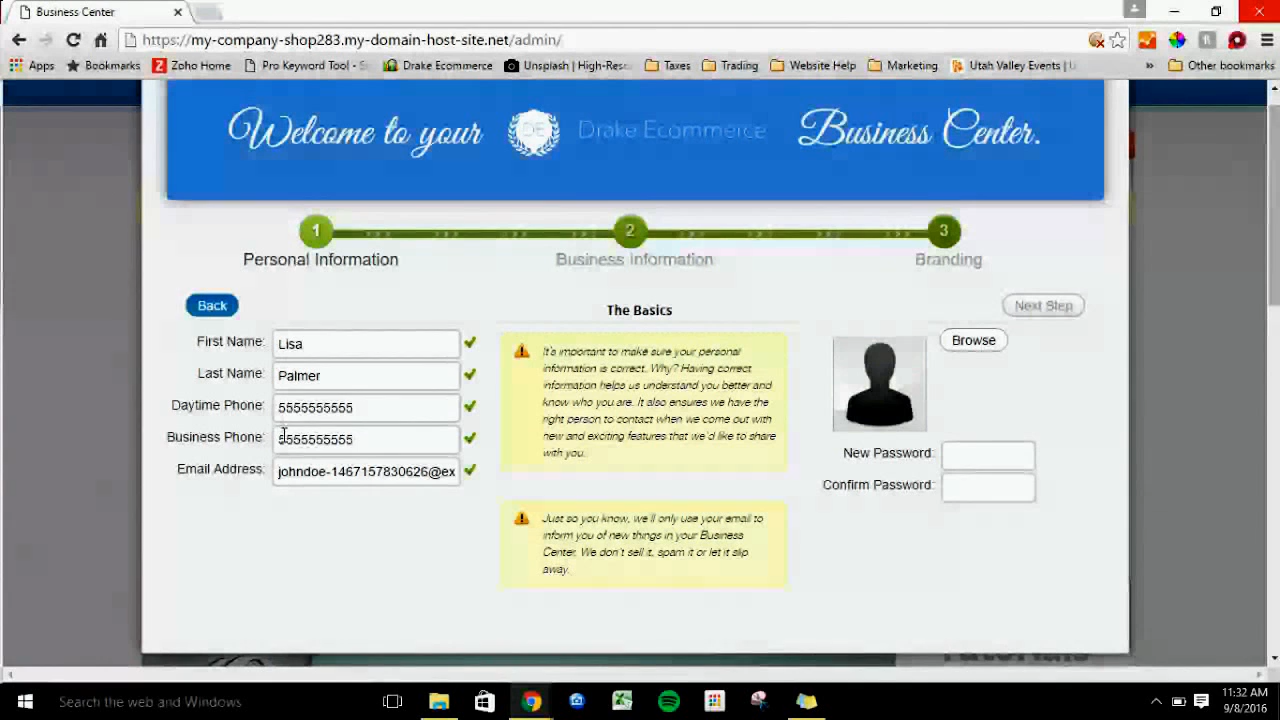 Business Center
https://my-company-shop283.my-domain-host-site.net/admin/
Apps Bookmarks Zoho Home Pro Keyword Tool - S Drake Ecommerce Unsplash | High-Res Taxes Trading Website Help Marketing Utah Valley Events | U » Other bookmarks
Welcome to your DE Drake Ecommerce Business Center.
1 2 3
Personal Information Business Information Branding
Back The Basics Next Step
First Name: Lisa
Last Name: Palmer
Daytime Phone: 5555555555
Business Phone: 5555555555
Email Address: johndoe-1467157830626@ex
It's important to make sure your personal
information is correct. Why? Having correct
information helps us understand you better and
know who you are. It also ensures we have the
right person to contact when we come out with
new and exciting features that we'd like to share
with you.
Just so you know, we'll only use your email to
inform you of new things in your Business
Center. We don't sell it, spam it or let it slip
away.
Browse
New Password:
Confirm Password:
Tutorials
Search the web and Windows
11:32 AM
9/8/2016